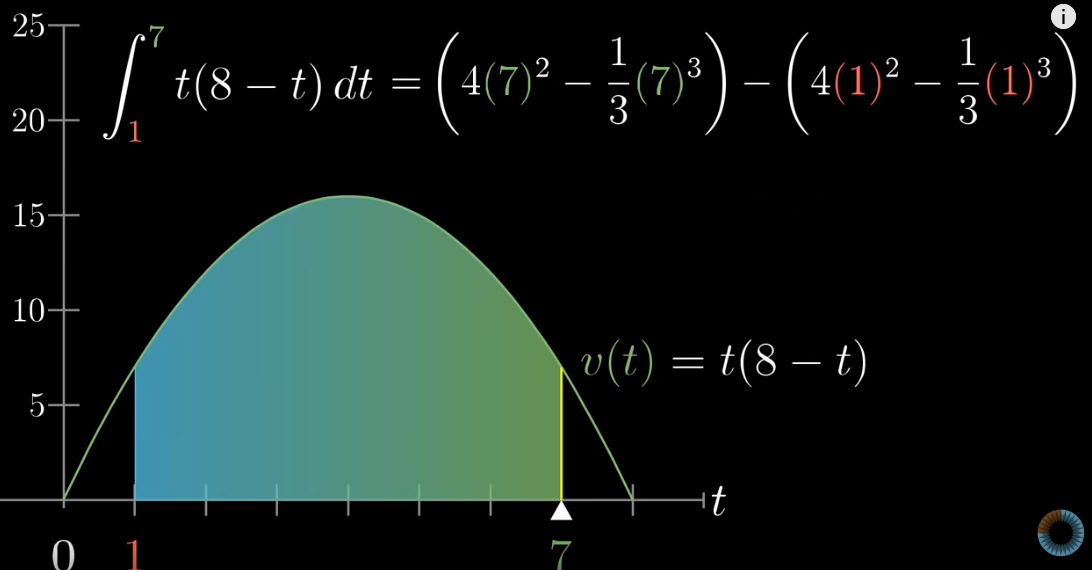 25
∫₁⁷ t(8 − t) dt = (4(7)² − 1/3(7)³) − (4(1)² − 1/3(1)³)
20
15
10
v(t) = t(8 − t)
5
t
0 1 7
i